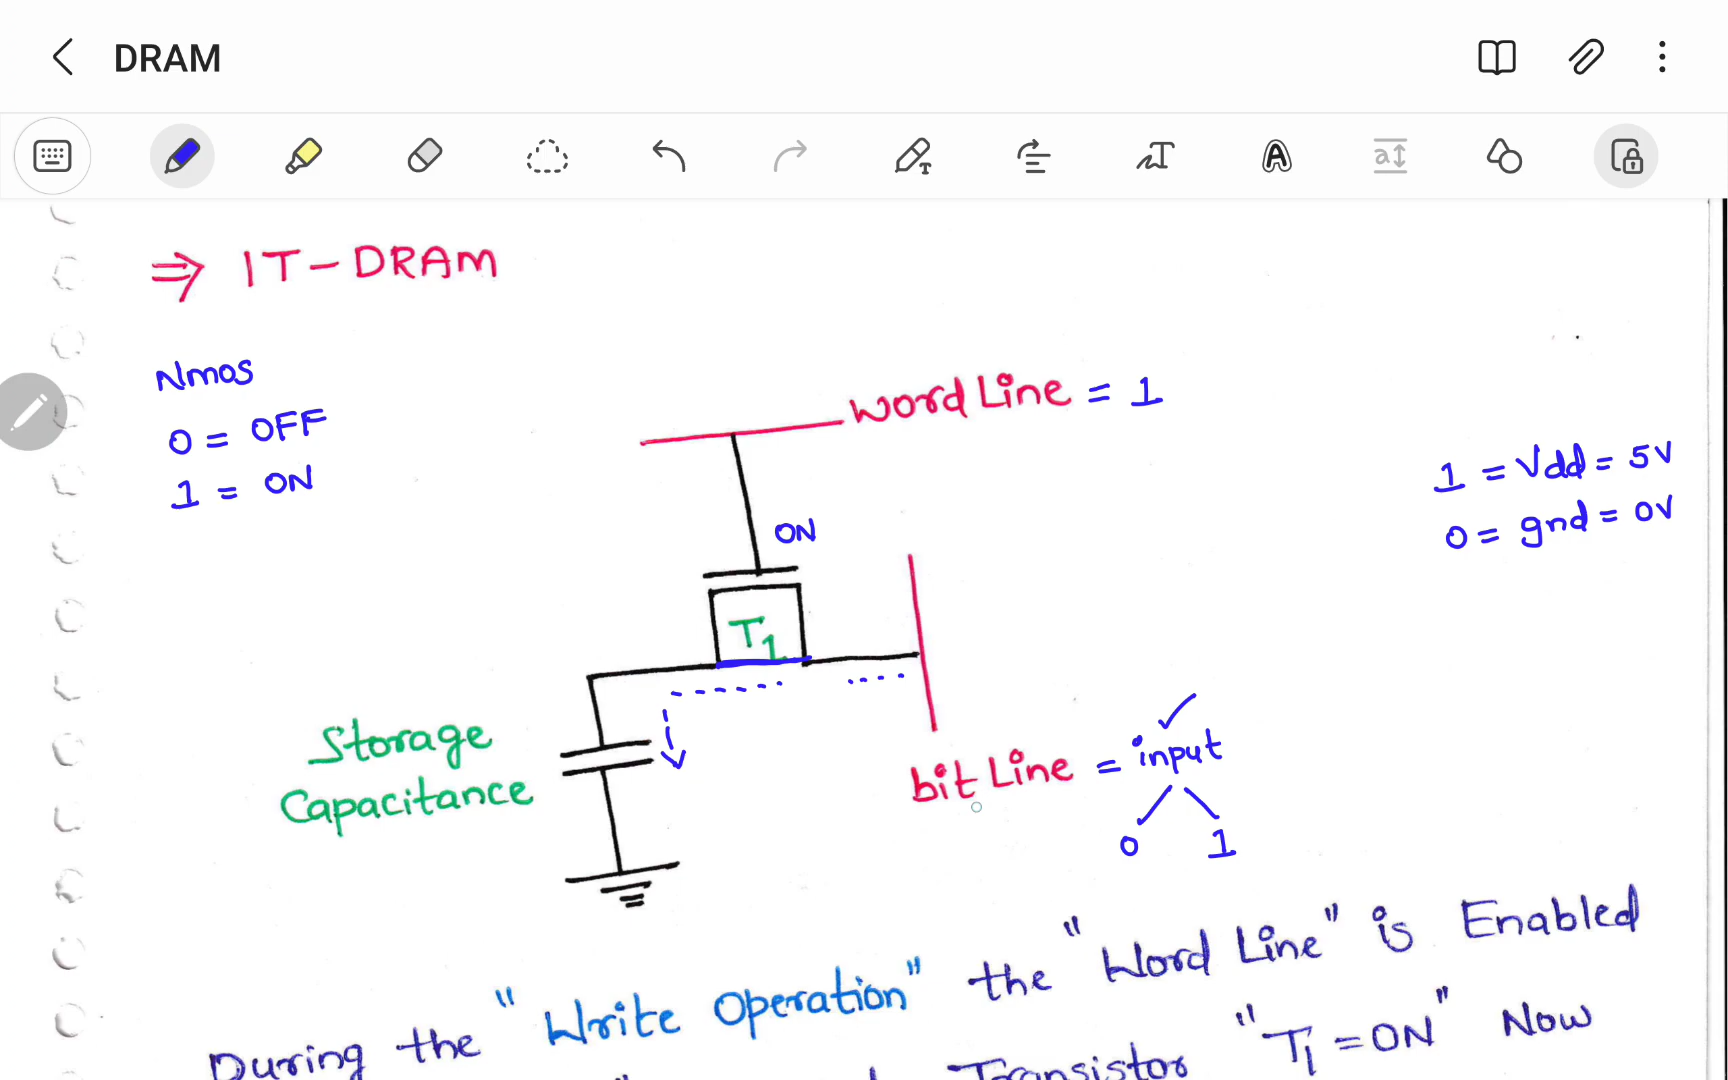 DRAM
⇒ 1T-DRAM
Nmos
0 = OFF
1 = ON
Word Line = 1
1 = Vdd = 5V
0 = gnd = 0V
ON
T1
Storage
Capacitance
bit Line = input
0 1
During the "Write Operation" the "Word Line" is Enabled
Transistor "T1 = ON" Now